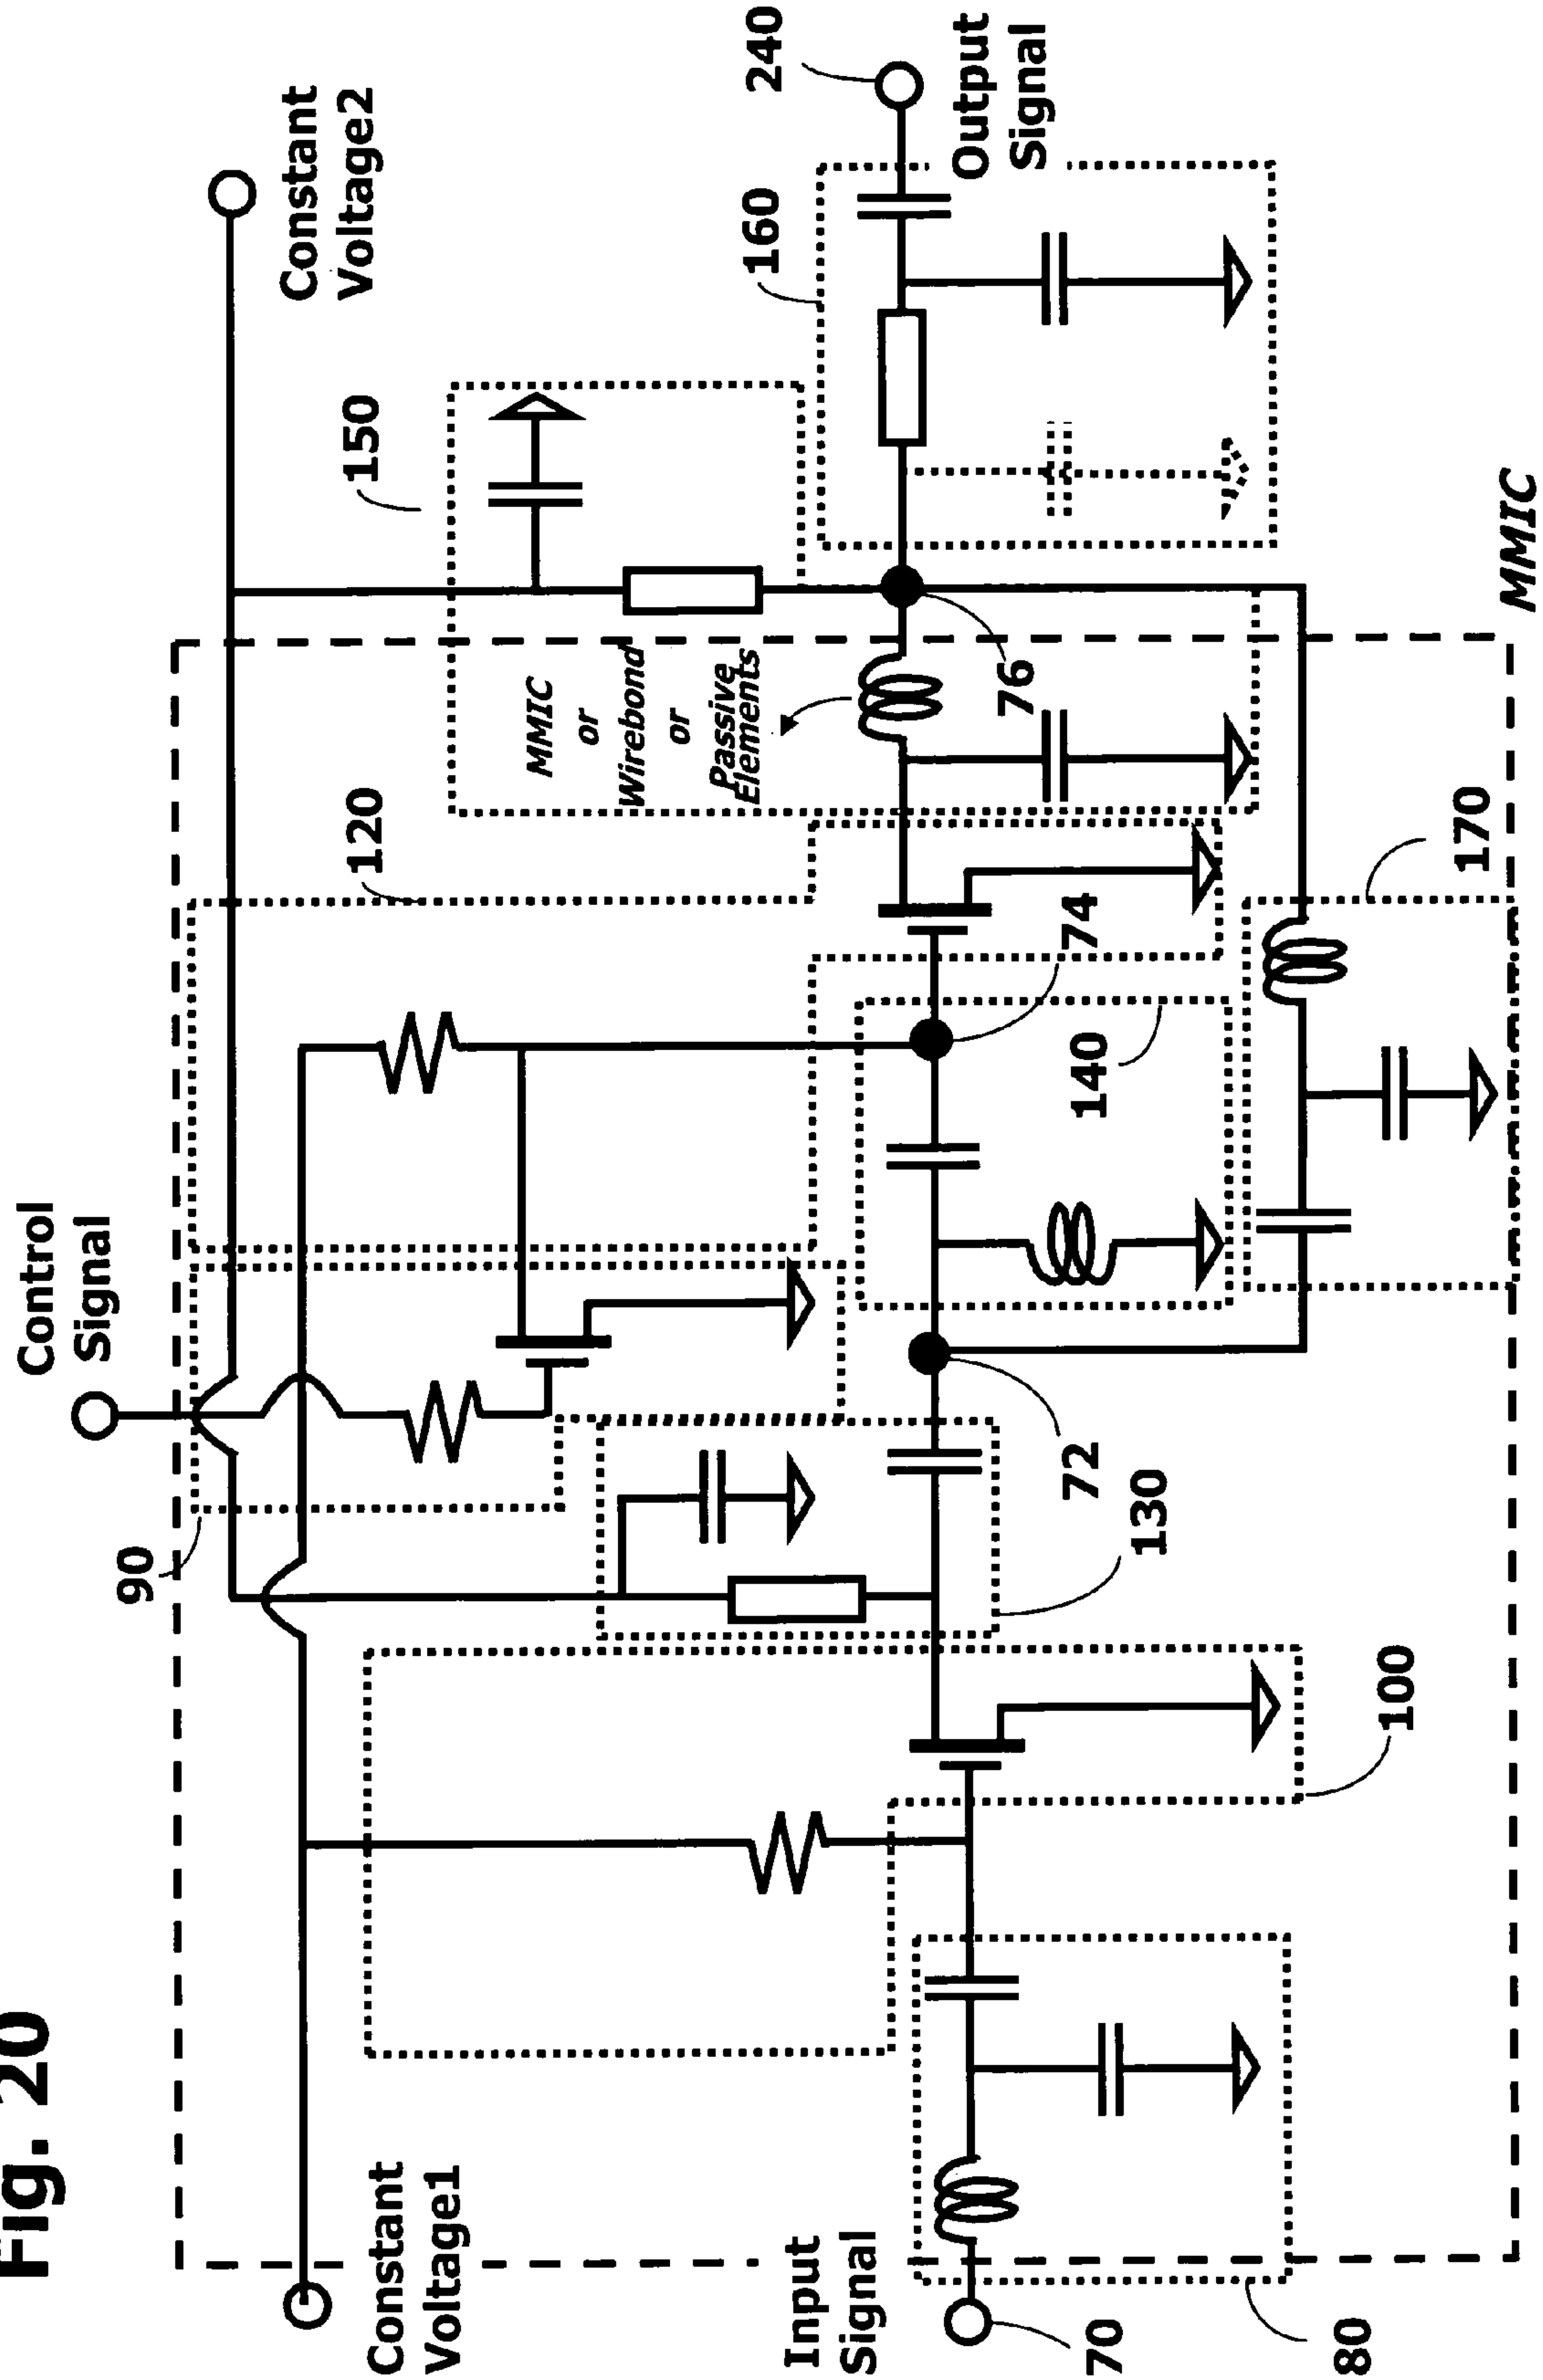 Fig. 20
Control
Signal
Constant
Voltage2
Constant
Voltage1
90
120
150
MMIC
or
Wirebond
or
Passive
Elements
160
240
Output
Signal
Input
Signal
70
80
100
130
72
140
74
76
170
MMIC